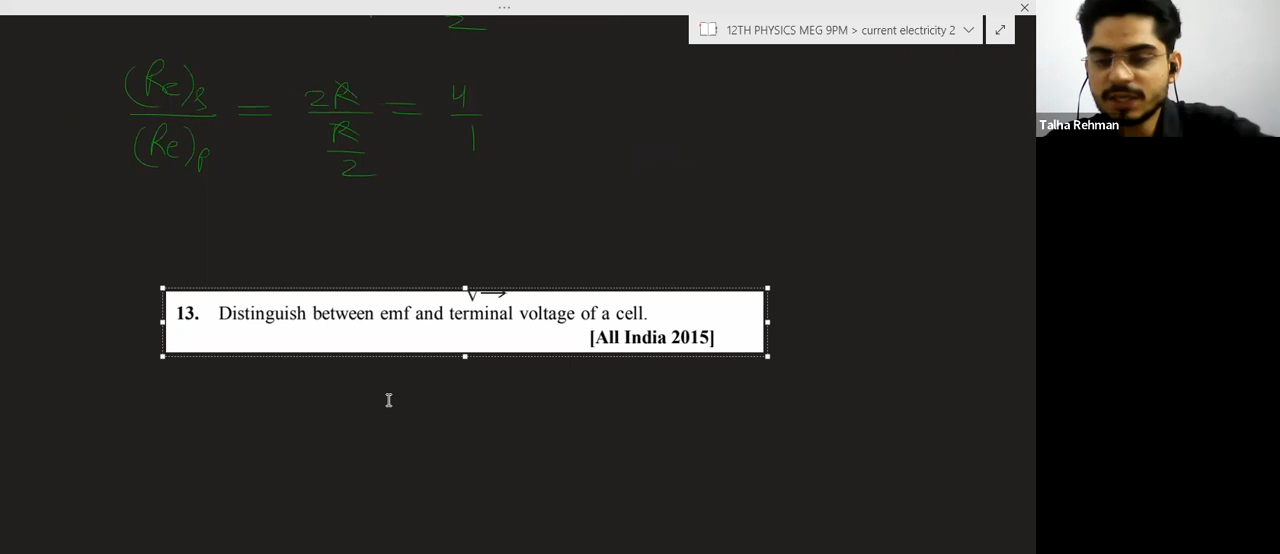 2
12TH PHYSICS MEG 9PM > current electricity 2
(Re)s / (Re)p = 2R / (R/2) = 4/1
Talha Rehman
V→
13. Distinguish between emf and terminal voltage of a cell.
[All India 2015]